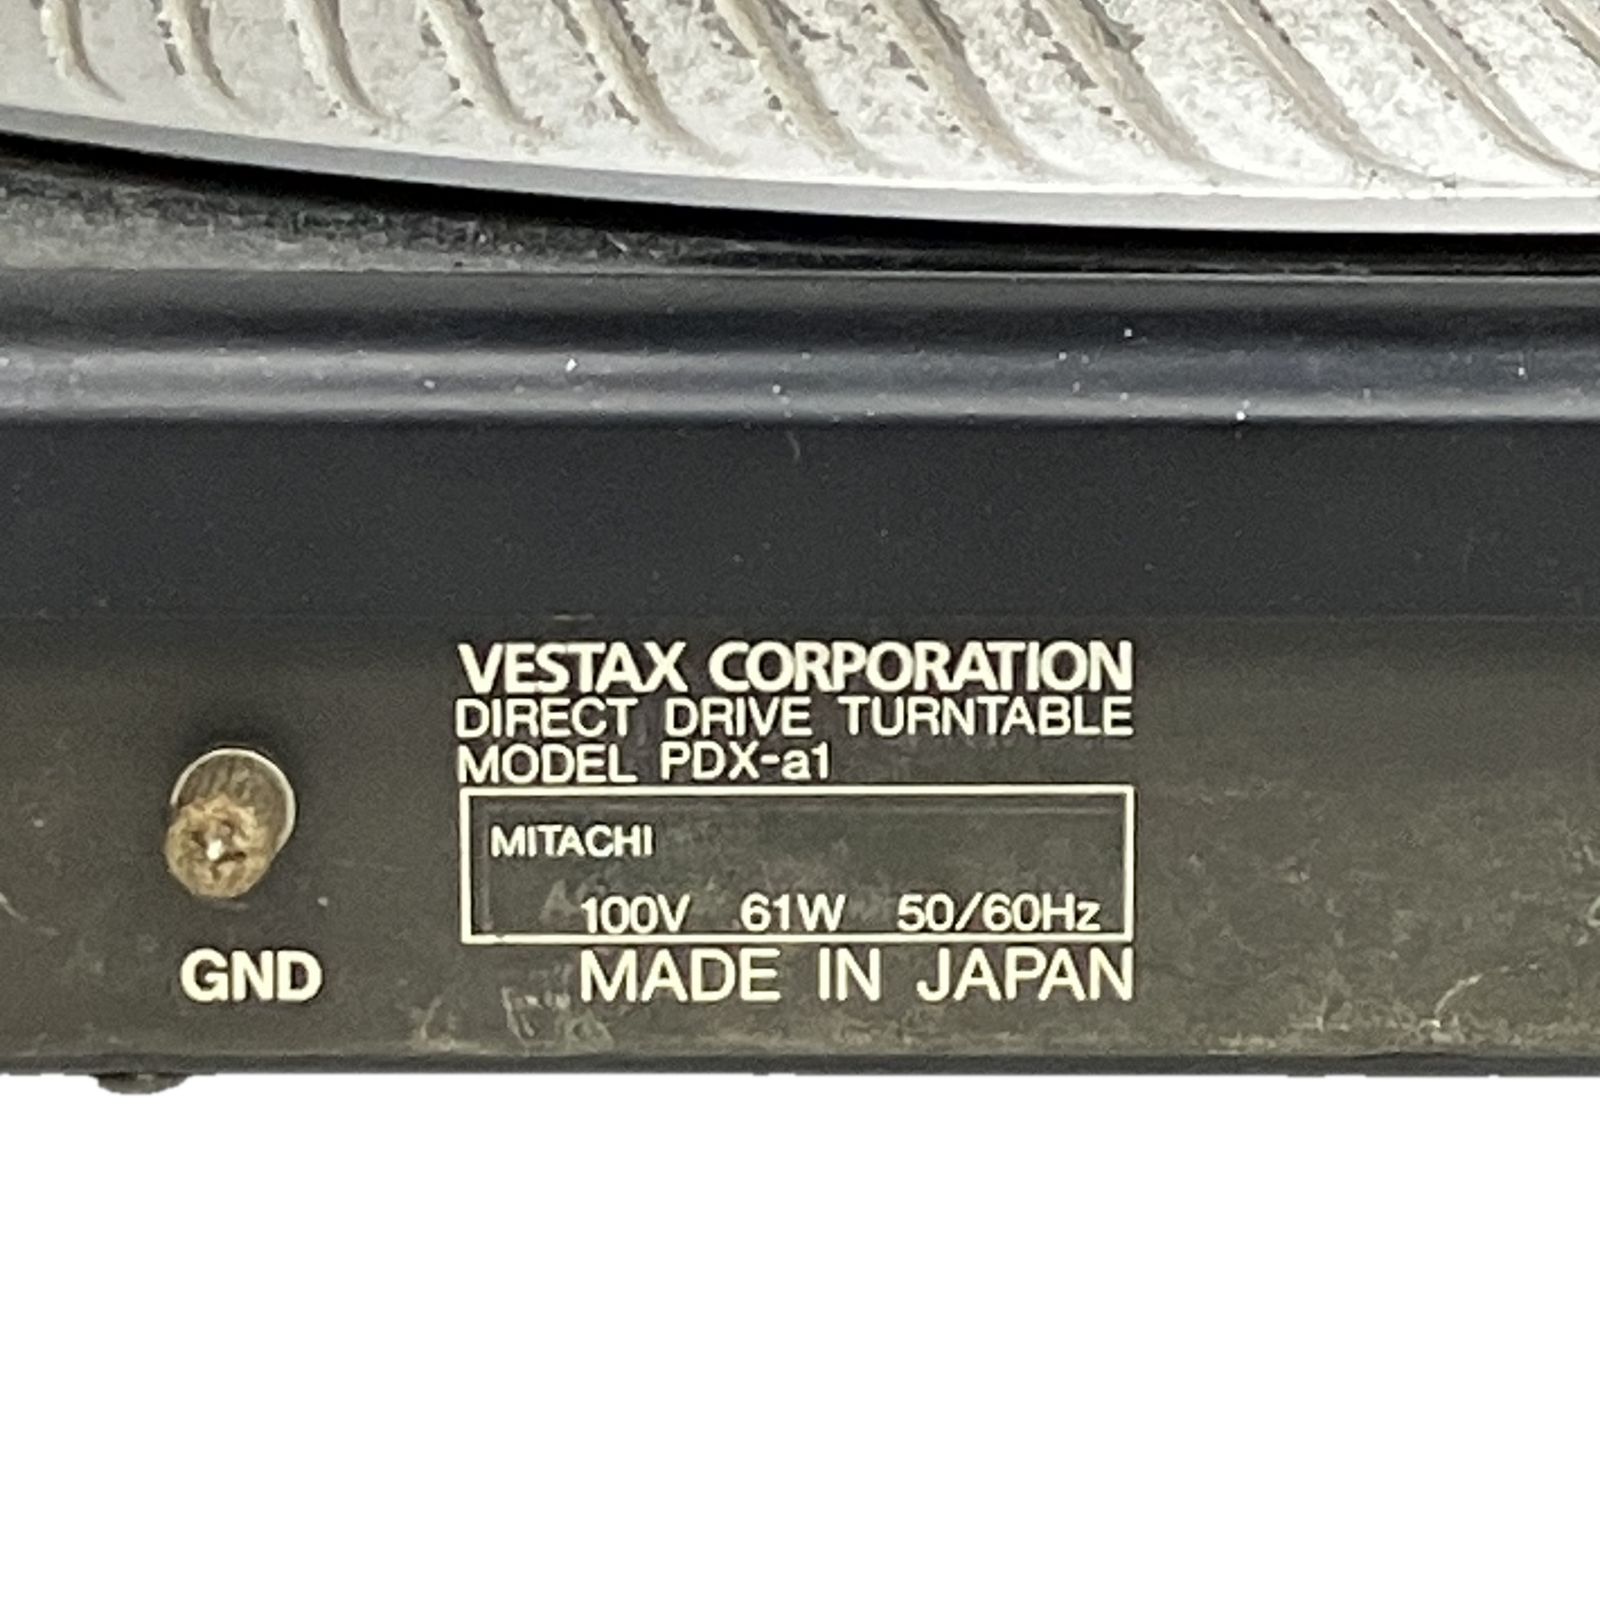 VESTAX CORPORATION
DIRECT DRIVE TURNTABLE
MODEL PDX-a1
MITACHI
100V 61W 50/60Hz
MADE IN JAPAN
GND